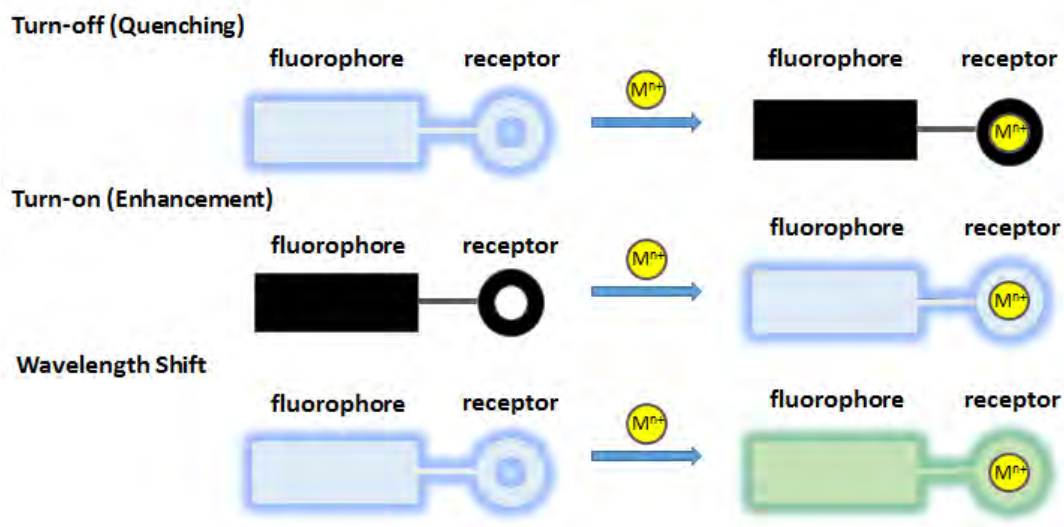 Turn-off (Quenching)
fluorophore receptor fluorophore receptor
Mn+
Mn+
Turn-on (Enhancement)
fluorophore receptor fluorophore receptor
Mn+
Mn+
Wavelength Shift
fluorophore receptor fluorophore receptor
Mn+
Mn+